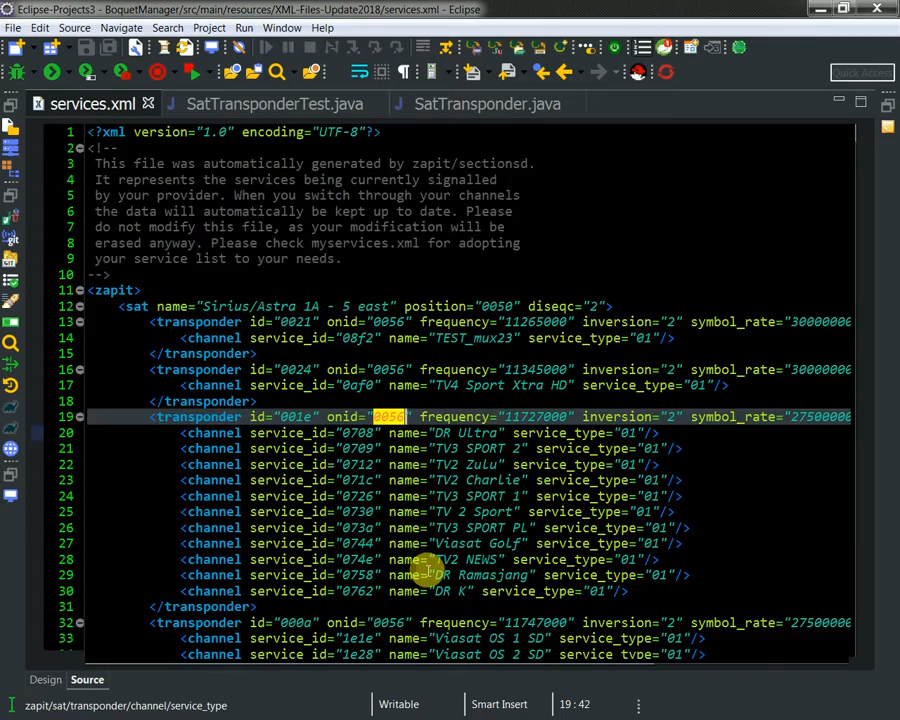 Eclipse-Projects3 - BoquetManager/src/main/resources/XML-Files-Update2018/services.xml - Eclipse
File Edit Source Navigate Search Project Run Window Help
Quick Access
services.xml SatTransponderTest.java SatTransponder.java
1 <?xml version="1.0" encoding="UTF-8"?>
2 <!--
3 This file was automatically generated by zapit/sectionsd.
4 It represents the services being currently signalled
5 by your provider. When you switch through your channels
6 the data will automatically be kept up to date. Please
7 do not modify this file, as your modification will be
8 erased anyway. Please check myservices.xml for adopting
9 your service list to your needs.
10 -->
11 <zapit>
12 <sat name="Sirius/Astra 1A - 5 east" position="0050" diseqc="2">
13 <transponder id="0021" onid="0056" frequency="11265000" inversion="2" symbol_rate="30000000
14 <channel service_id="08f2" name="TEST_mux23" service_type="01"/>
15 </transponder>
16 <transponder id="0024" onid="0056" frequency="11345000" inversion="2" symbol_rate="30000000
17 <channel service_id="0af0" name="TV4 Sport Xtra HD" service_type="01"/>
18 </transponder>
19 <transponder id="001e" onid="0056" frequency="11727000" inversion="2" symbol_rate="27500000
20 <channel service_id="0708" name="DR Ultra" service_type="01"/>
21 <channel service_id="0709" name="TV3 SPORT 2" service_type="01"/>
22 <channel service_id="0712" name="TV2 Zulu" service_type="01"/>
23 <channel service_id="071c" name="TV2 Charlie" service_type="01"/>
24 <channel service_id="0726" name="TV3 SPORT 1" service_type="01"/>
25 <channel service_id="0730" name="TV 2 Sport" service_type="01"/>
26 <channel service_id="073a" name="TV3 SPORT PL" service_type="01"/>
27 <channel service_id="0744" name="Viasat Golf" service_type="01"/>
28 <channel service_id="074e" name="TV2 NEWS" service_type="01"/>
29 <channel service_id="0758" name="DR Ramasjang" service_type="01"/>
30 <channel service_id="0762" name="DR K" service_type="01"/>
31 </transponder>
32 <transponder id="000a" onid="0056" frequency="11747000" inversion="2" symbol_rate="27500000
33 <channel service_id="1e1e" name="Viasat OS 1 SD" service_type="01"/>
<channel service_id="1e28" name="Viasat OS 2 SD" service_type="01"/>
Design Source
zapit/sat/transponder/channel/service_type Writable Smart Insert 19 : 42